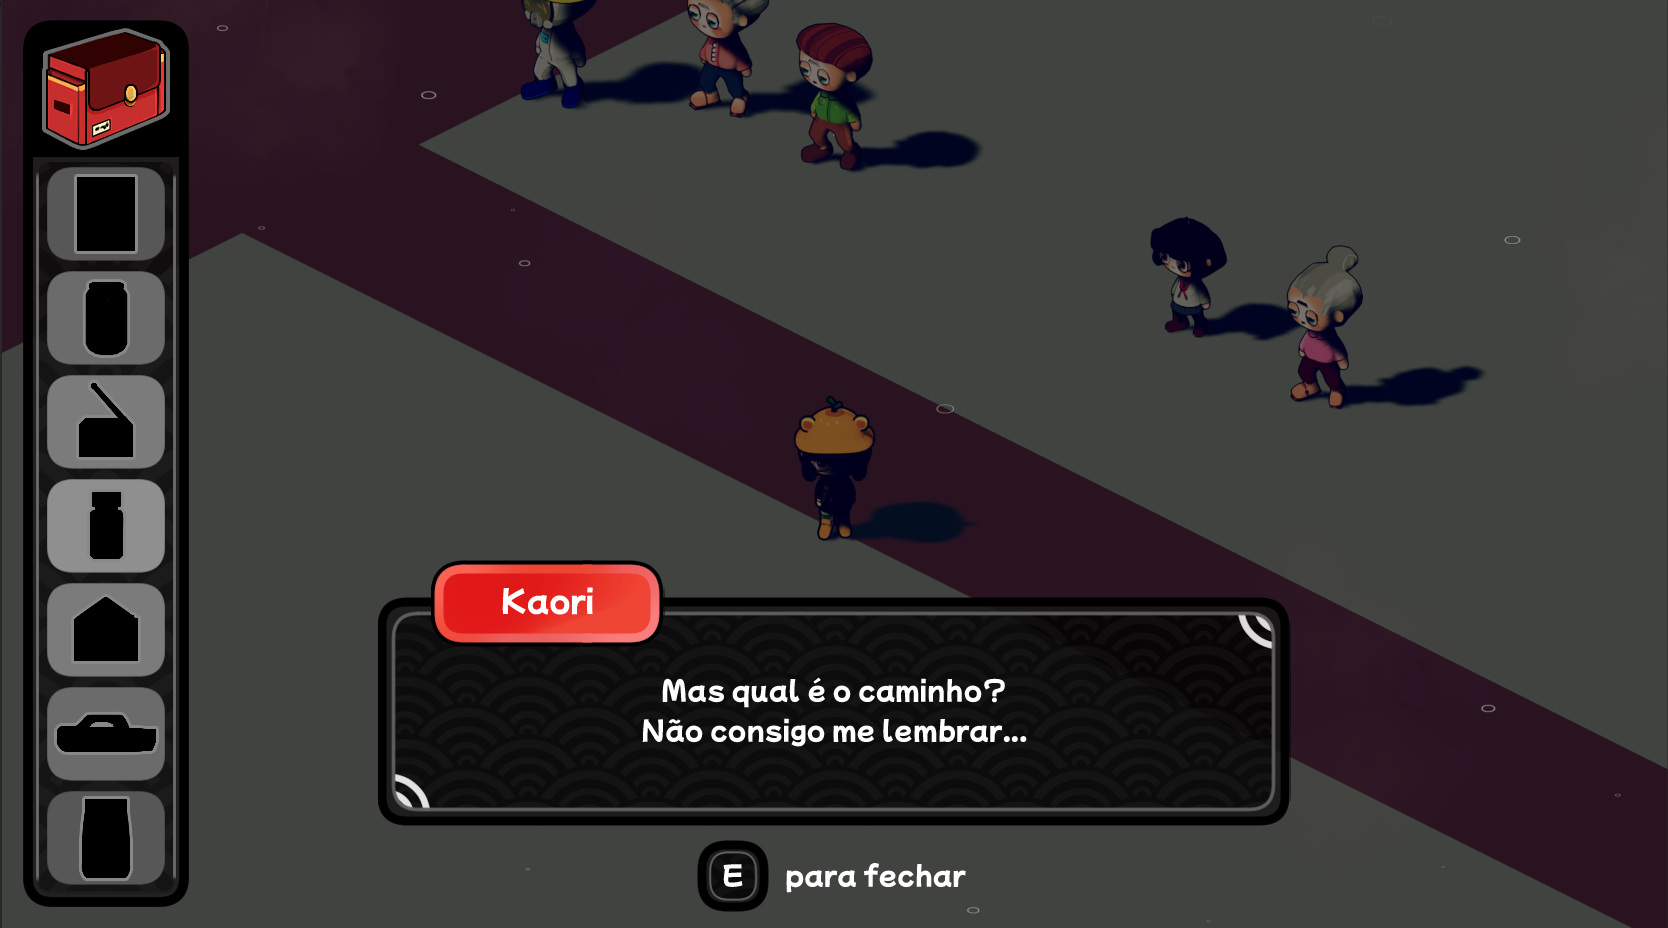 Kaori
Mas qual é o caminho?
Não consigo me lembrar...
E para fechar